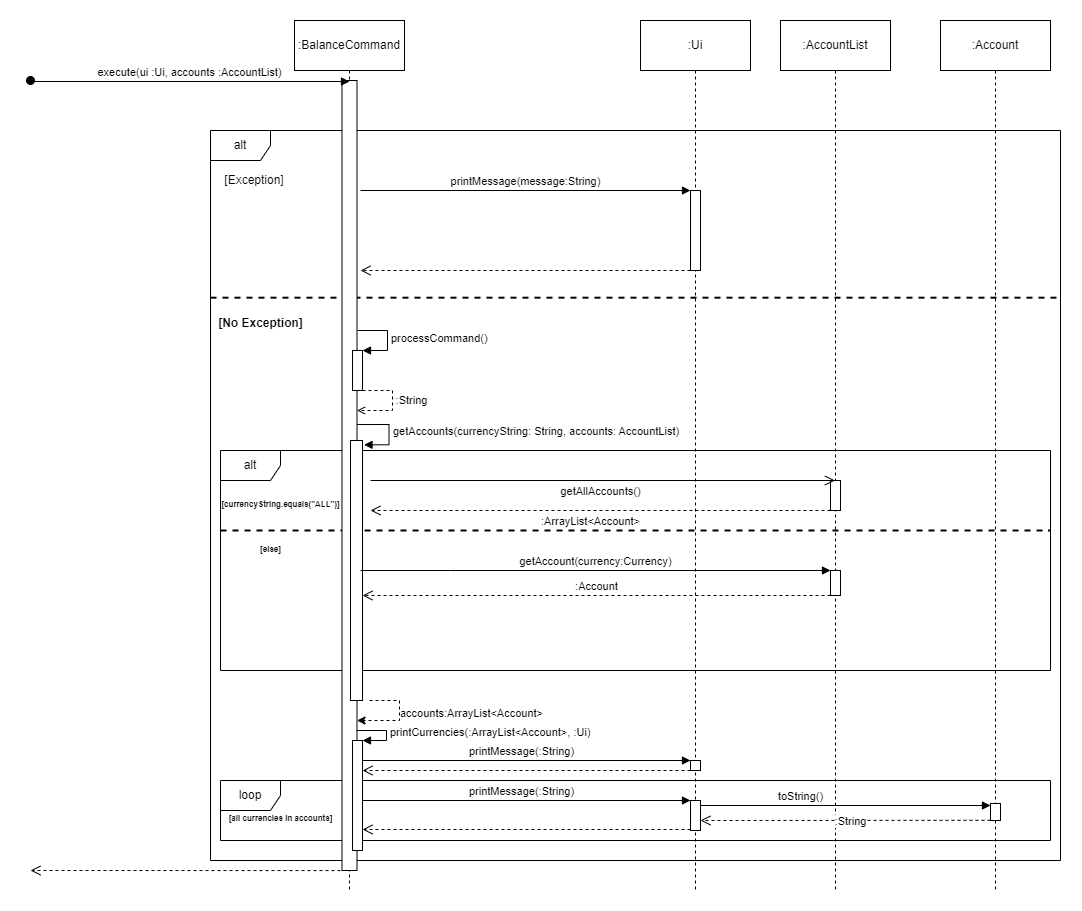 :BalanceCommand
:Ui
:AccountList
:Account
execute(ui :Ui, accounts :AccountList)
alt
[Exception]
printMessage(message:String)
[No Exception]
processCommand()
:String
getAccounts(currencyString: String, accounts: AccountList)
alt
[currencyString.equals("ALL")]
getAllAccounts()
:ArrayList<Account>
[else]
getAccount(currency:Currency)
:Account
accounts:ArrayList<Account>
printCurrencies(:ArrayList<Account>, :Ui)
printMessage(:String)
loop
[all currencies in accounts]
printMessage(:String)
toString()
:String